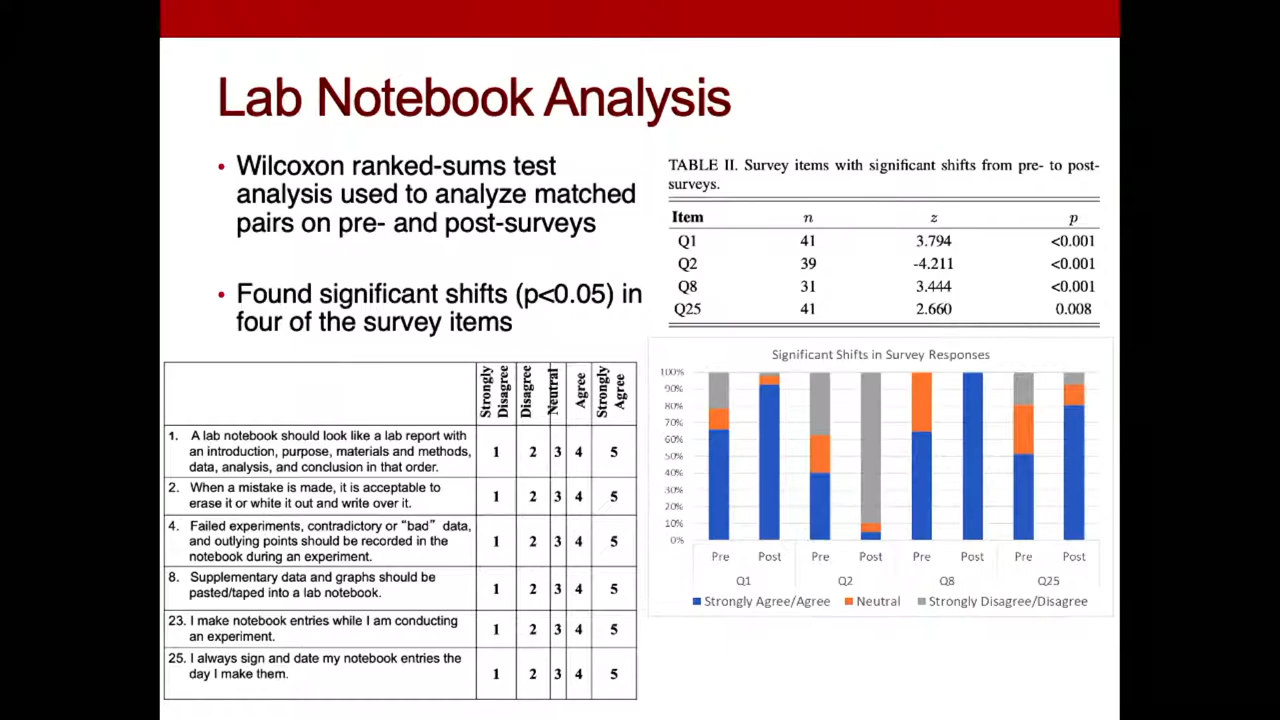 Lab Notebook Analysis
• Wilcoxon ranked-sums test
analysis used to analyze matched
pairs on pre- and post-surveys
• Found significant shifts (p<0.05) in
four of the survey items
TABLE II. Survey items with significant shifts from pre- to post-
surveys.
Item n z p
Q1 41 3.794 <0.001
Q2 39 -4.211 <0.001
Q8 31 3.444 <0.001
Q25 41 2.660 0.008
Strongly Disagree Disagree Neutral Agree Strongly Agree
1. A lab notebook should look like a lab report with
an introduction, purpose, materials and methods,
data, analysis, and conclusion in that order.
1 2 3 4 5
2. When a mistake is made, it is acceptable to
erase it or white it out and write over it.
1 2 3 4 5
4. Failed experiments, contradictory or “bad” data,
and outlying points should be recorded in the
notebook during an experiment.
1 2 3 4 5
8. Supplementary data and graphs should be
pasted/taped into a lab notebook.
1 2 3 4 5
23. I make notebook entries while I am conducting
an experiment.
1 2 3 4 5
25. I always sign and date my notebook entries the
day I make them.
1 2 3 4 5
Significant Shifts in Survey Responses
100%
90%
80%
70%
60%
50%
40%
30%
20%
10%
0%
Pre Post Pre Post Pre Post Pre Post
Q1 Q2 Q8 Q25
Strongly Agree/Agree Neutral Strongly Disagree/Disagree